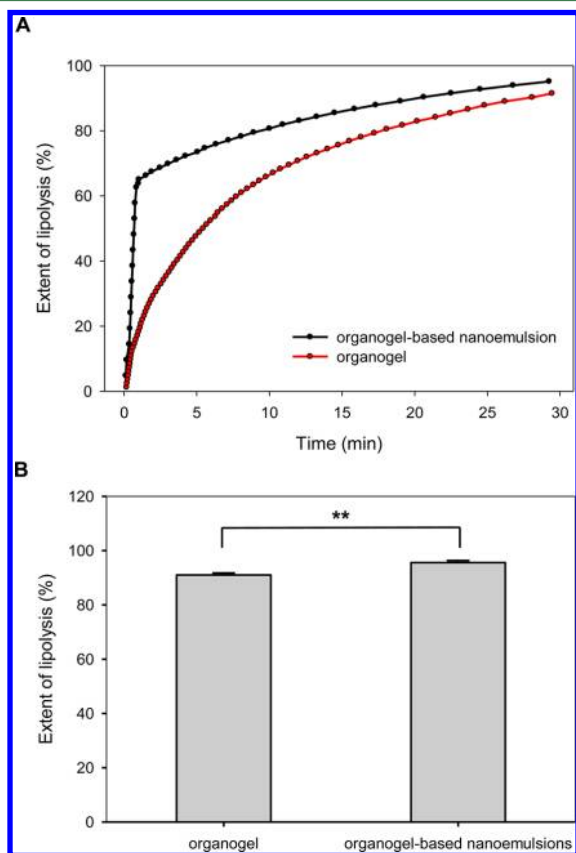 A
100
80
60
40
20
0
Extent of lipolysis (%)
organogel-based nanoemulsion
organogel
0 5 10 15 20 25 30
Time (min)
B
120
100
80
60
40
20
0
Extent of lipolysis (%)
**
organogel organogel-based nanoemulsions